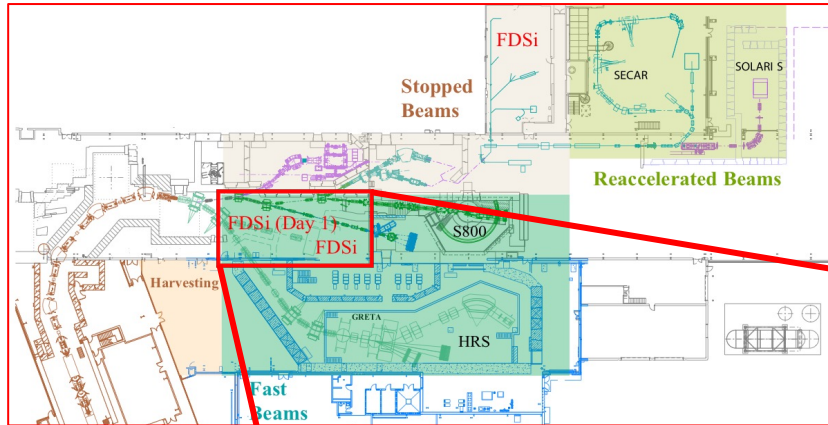 FDSi
SECAR
SOLARI S
Stopped
Beams
Reaccelerated Beams
FDSi (Day 1)
FDSi
S800
Harvesting
GRETA
HRS
Fast
Beams